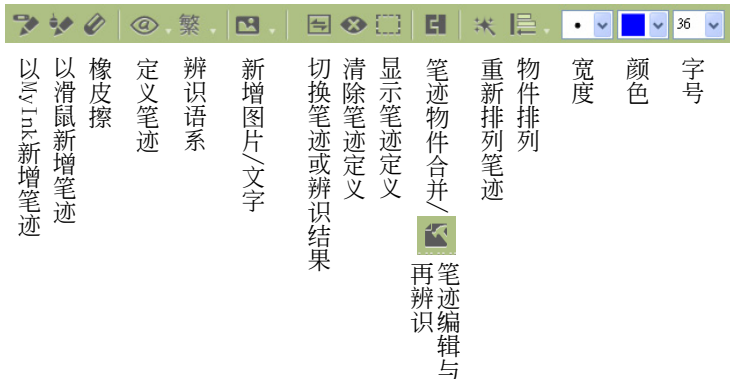 繁
36
以My Ink新增笔迹
以滑鼠新增笔迹
橡皮擦
定义笔迹
辨识语系
新增图片/文字
切换笔迹或辨识结果
清除笔迹定义
显示笔迹定义
笔迹物件合并/
笔迹编辑与
再辨识
重新排列笔迹
物件排列
宽度
颜色
字号